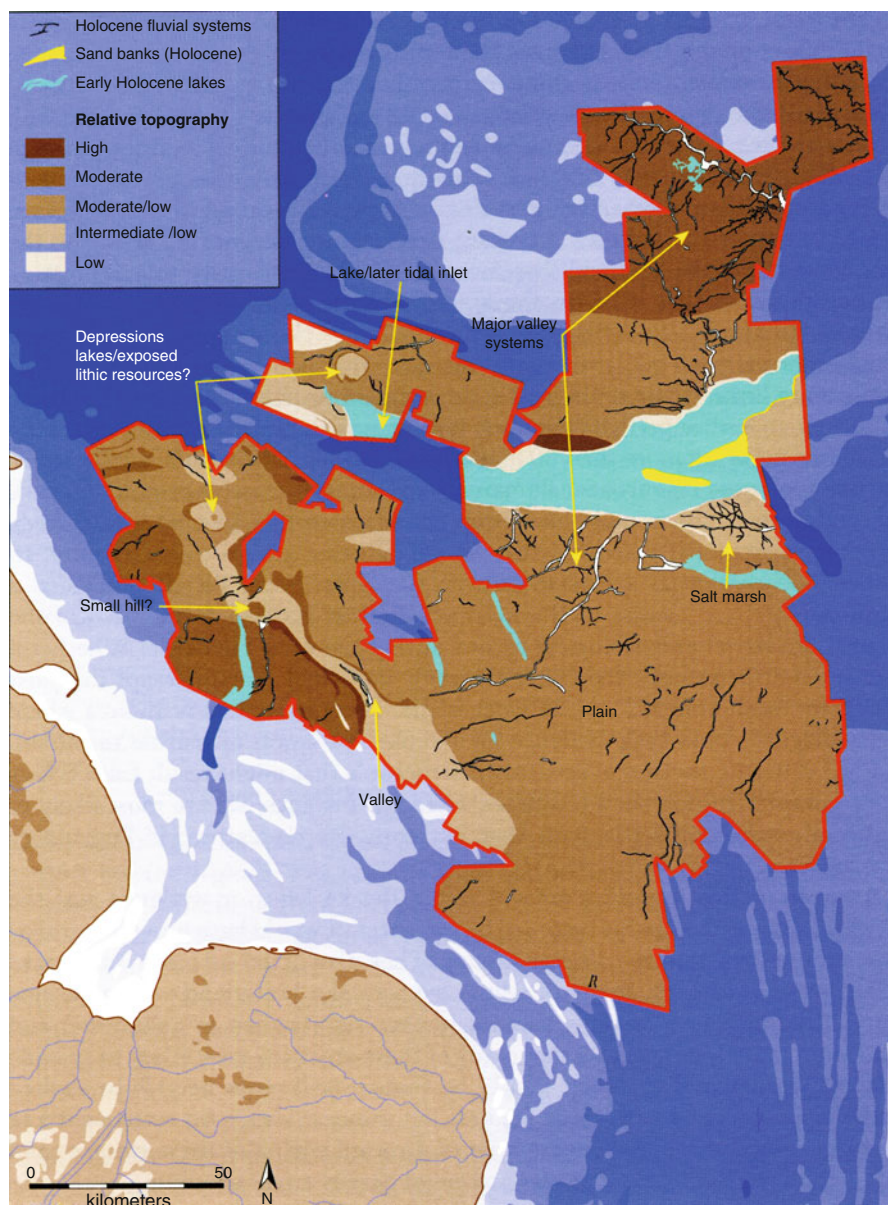 Holocene fluvial systems
Sand banks (Holocene)
Early Holocene lakes
Relative topography
High
Moderate
Moderate/low
Intermediate /low
Low
Lake/later tidal inlet
Major valley
systems
Depressions
lakes/exposed
lithic resources?
Small hill?
Salt marsh
Plain
Valley
0
50
kilometers
N